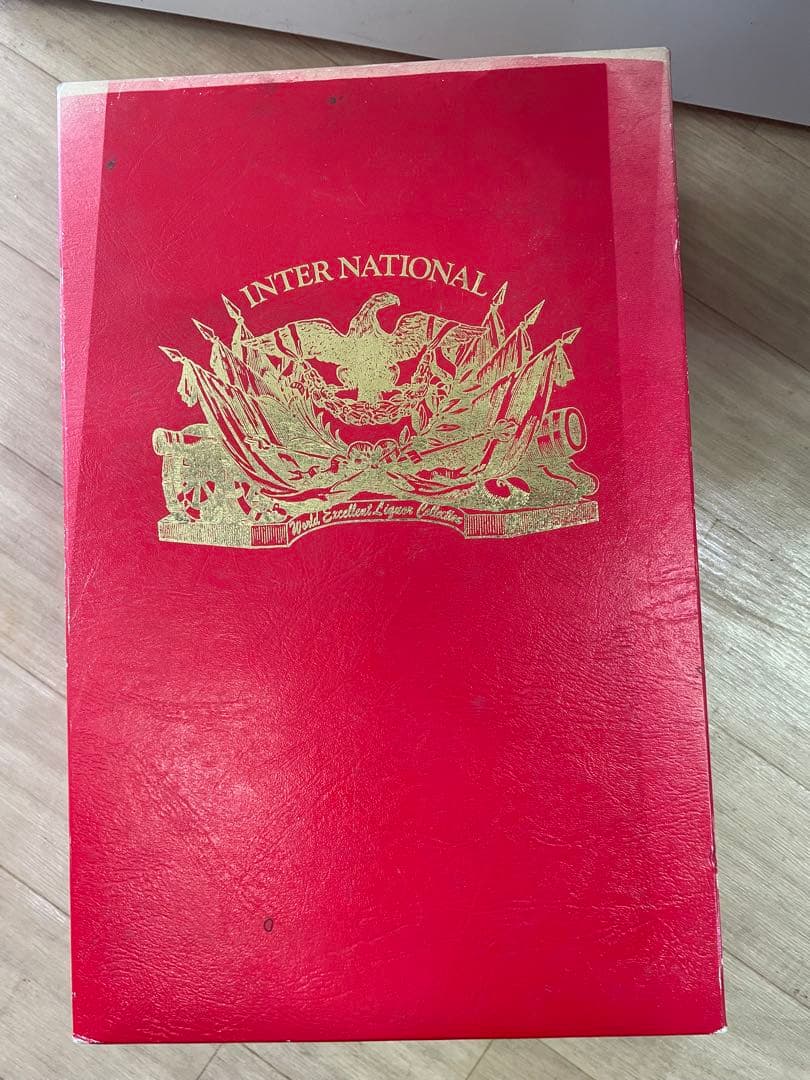 INTER NATIONAL
World Excellent Liquor Collection